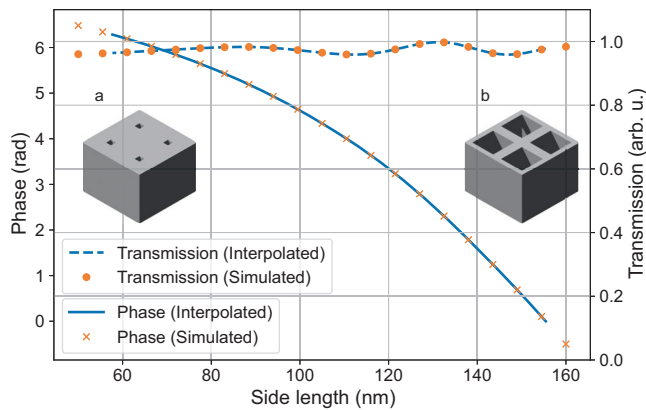 6
5
4
3
2
1
0
Phase (rad)
a
b
1.0
0.8
0.6
0.4
0.2
0.0
Transmission (arb. u.)
Transmission (Interpolated)
Transmission (Simulated)
Phase (Interpolated)
Phase (Simulated)
60 80 100 120 140 160
Side length (nm)